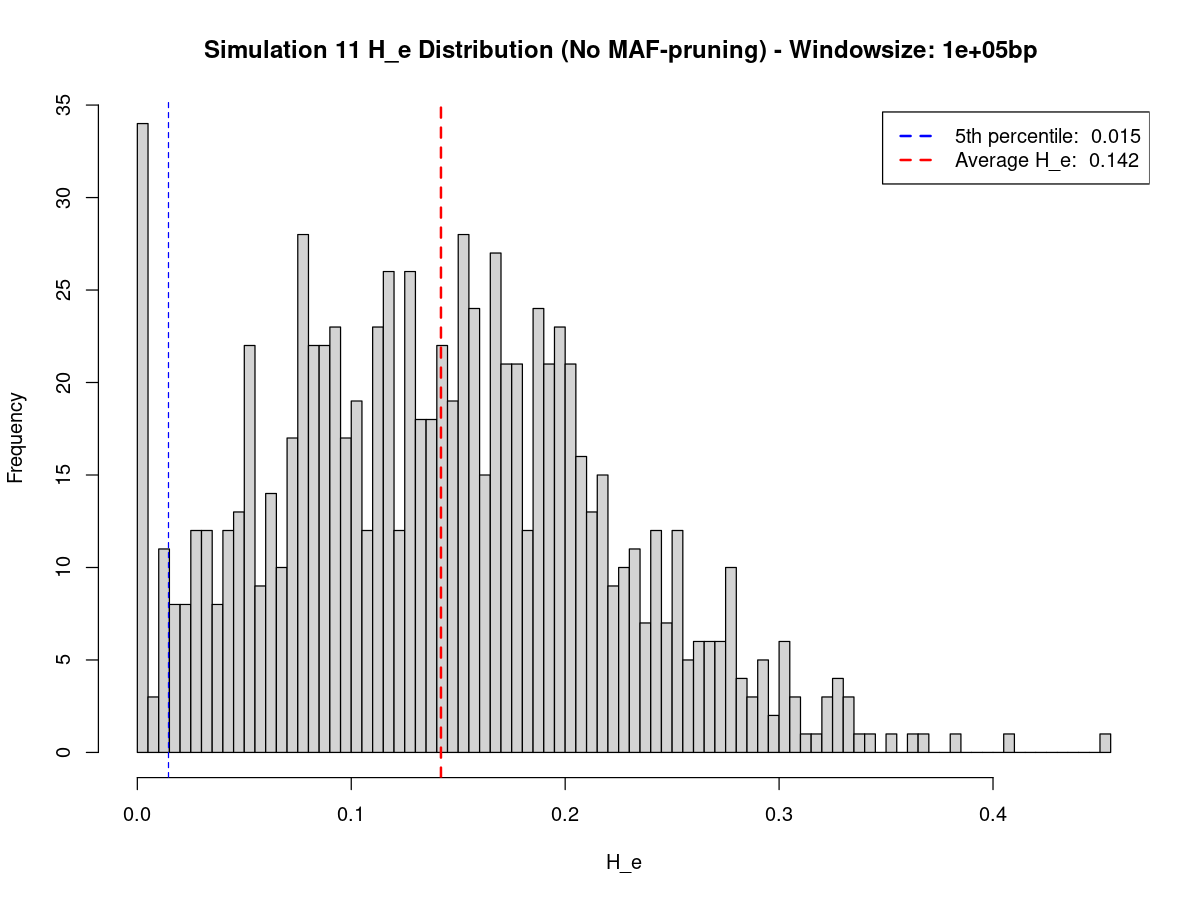 Simulation 11 H_e Distribution (No MAF-pruning) - Windowsize: 1e+05bp
5th percentile:  0.015
Average H_e:  0.142
Frequency
35
30
25
20
15
10
5
0
0.0 0.1 0.2 0.3 0.4
H_e